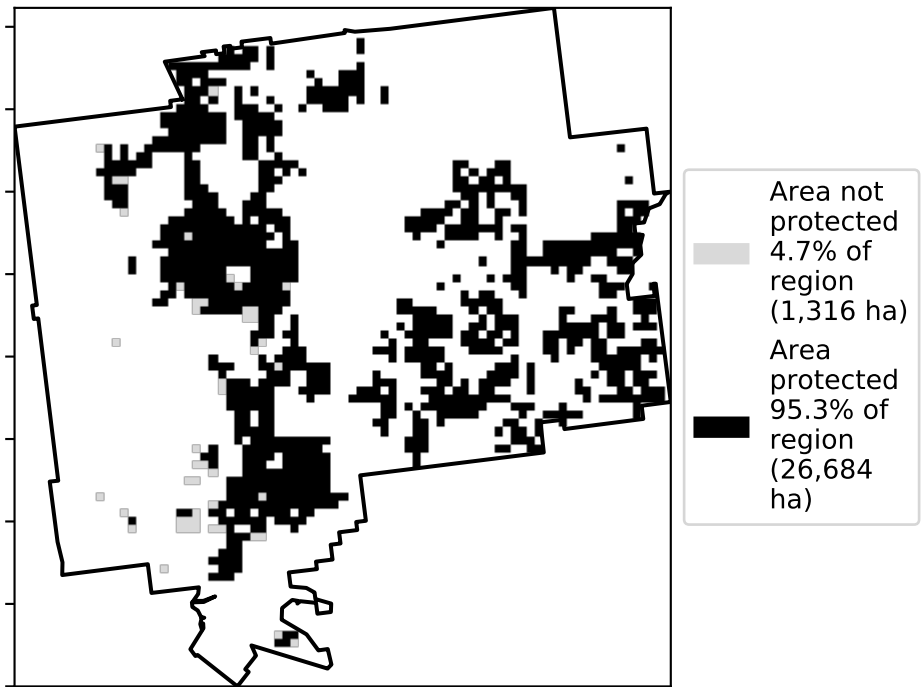 Area not
protected
4.7% of
region
(1,316 ha)
Area
protected
95.3% of
region
(26,684
ha)